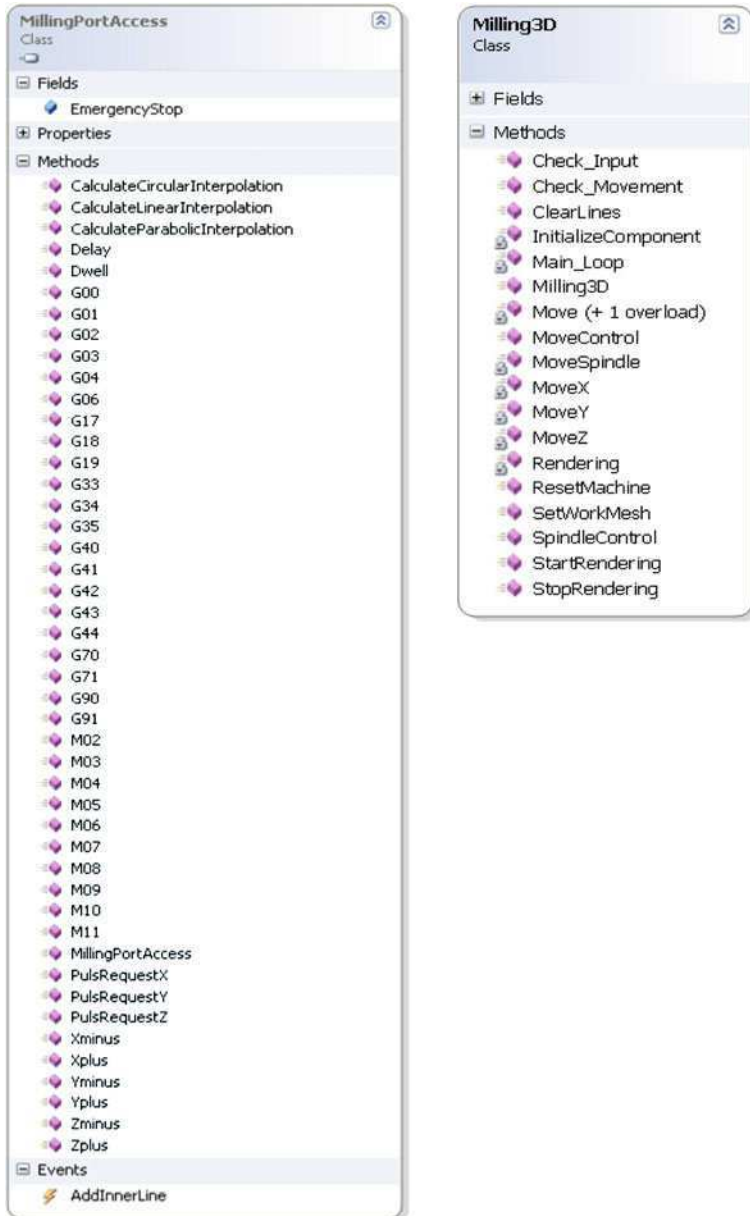 MillingPortAccess
Class
Fields
EmergencyStop
Properties
Methods
CalculateCircularInterpolation
CalculateLinearInterpolation
CalculateParabolicInterpolation
Delay
Dwell
G00
G01
G02
G03
G04
G06
G17
G18
G19
G33
G34
G35
G40
G41
G42
G43
G44
G70
G71
G90
G91
M02
M03
M04
M05
M06
M07
M08
M09
M10
M11
MillingPortAccess
PulsRequestX
PulsRequestY
PulsRequestZ
Xminus
Xplus
Yminus
Yplus
Zminus
Zplus
Events
AddInnerLine
Milling3D
Class
Fields
Methods
Check_Input
Check_Movement
ClearLines
InitializeComponent
Main_Loop
Milling3D
Move (+ 1 overload)
MoveControl
MoveSpindle
MoveX
MoveY
MoveZ
Rendering
ResetMachine
SetWorkMesh
SpindleControl
StartRendering
StopRendering